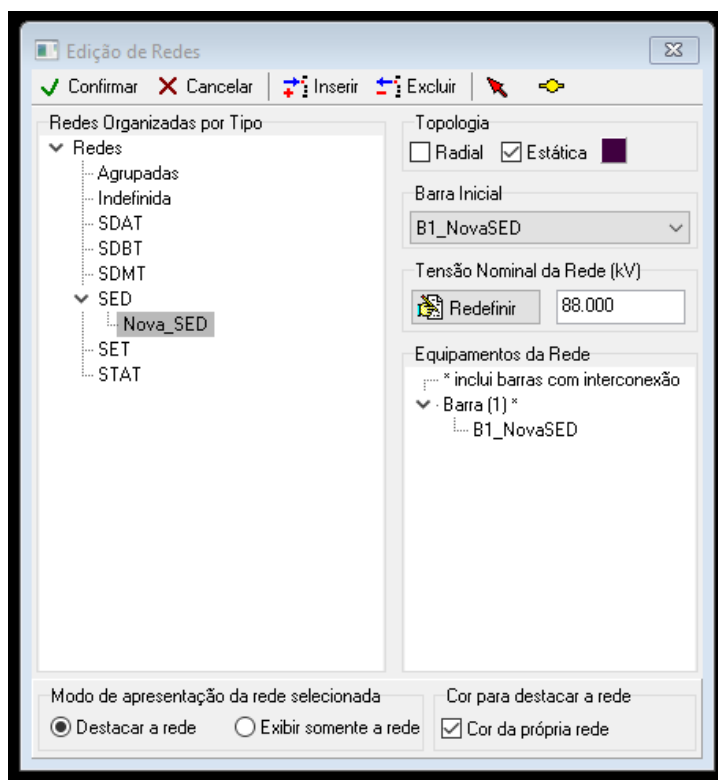 Edição de Redes
Confirmar Cancelar Inserir Excluir
Redes Organizadas por Tipo
Redes
Agrupadas
Indefinida
SDAT
SDBT
SDMT
SED
Nova_SED
SET
STAT
Topologia
Radial Estática
Barra Inicial
B1_NovaSED
Tensão Nominal da Rede (kV)
Redefinir 88.000
Equipamentos da Rede
* inclui barras com interconexão
Barra (1) *
B1_NovaSED
Modo de apresentação da rede selecionada
Destacar a rede Exibir somente a rede
Cor para destacar a rede
Cor da própria rede